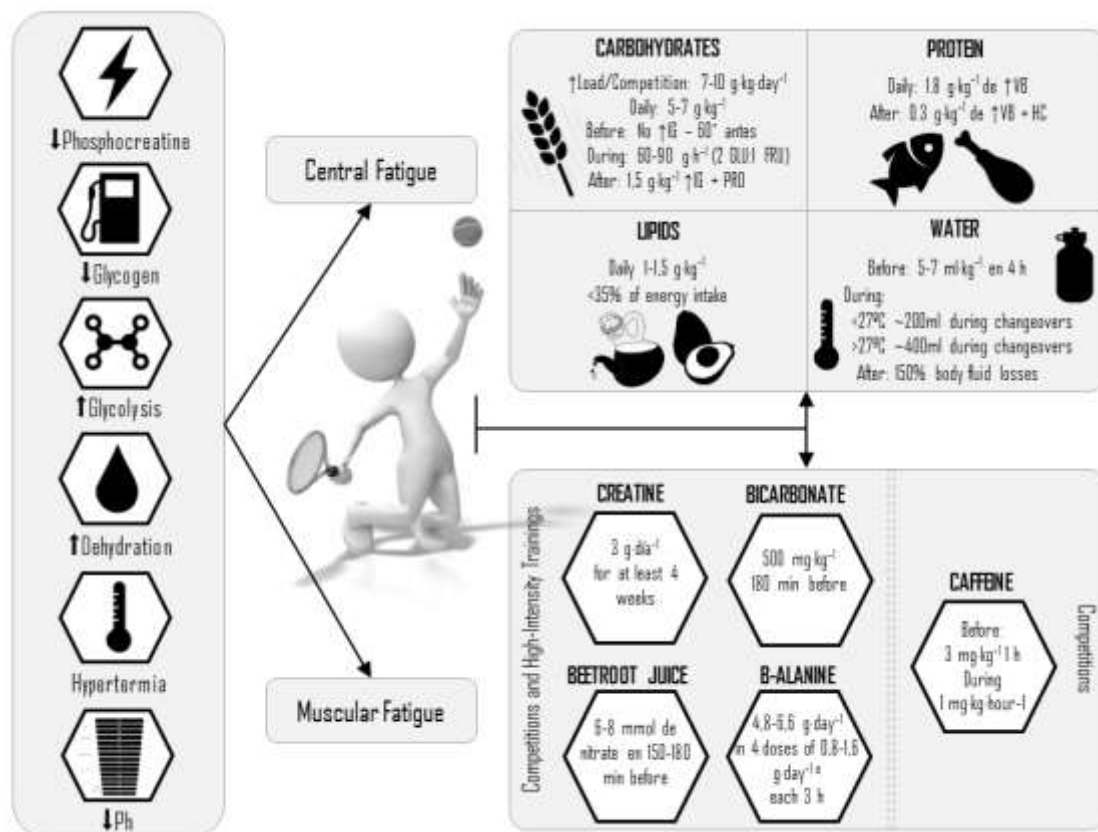 ↓Phosphocreatine
↓Glycogen
↑Glycolysis
↑Dehydration
Hypertermia
↓Ph
Central Fatigue
Muscular Fatigue
CARBOHYDRATES
↑Load/Competition: 7-10 g·kg·day⁻¹
Daily: 5-7 g·kg⁻¹
Before: No ↑IG – 60" antes
During: 60-90 g·h⁻¹ (2 GLU:1 FRU)
After: 1,5 g·kg⁻¹ ↑IG + PRO
PROTEIN
Daily: 1.8 g·kg⁻¹ de ↑VB
After: 0.3 g·kg⁻¹ de ↑VB + HC
LIPIDS
Daily 1-1.5 g·kg⁻¹
<35% of energy intake
WATER
Before: 5-7 ml·kg⁻¹ en 4 h
During:
<27ºC ~200ml during changeovers
>27ºC ~400ml during changeovers
After: 150% body fluid losses
Competitions and High-Intensity Trainings
CREATINE
3 g·día⁻¹
for at least 4
weeks
BICARBONATE
500 mg·kg⁻¹
180 min before
BEETROOT JUICE
6-8 mmol de
nitrate en 150-180
min before
B-ALANINE
4,8-6,6 g·day⁻¹
in 4 doses of 0,8-1,6
g·day⁻¹
each 3 h
CAFFEINE
Before:
3 mg·kg⁻¹ 1 h
During
1 mg·kg·hour-1
Competitions